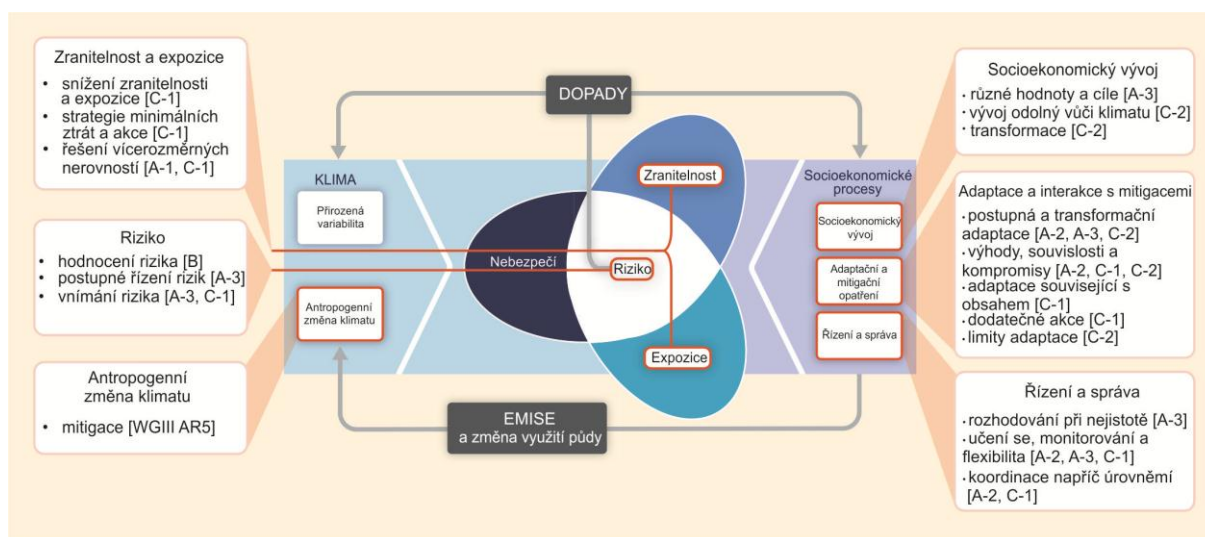 Zranitelnost a expozice
• snížení zranitelnosti
a expozice [C-1]
• strategie minimálních
ztrát a akce [C-1]
• řešení vícerozměrných
nerovností [A-1, C-1]
Riziko
• hodnocení rizika [B]
• postupné řízení rizik [A-3]
• vnímání rizika [A-3, C-1]
Antropogenní
změna klimatu
• mitigace [WGIII AR5]
DOPADY
KLIMA
Přirozená
variabilita
Antropogenní
změna klimatu
Nebezpečí
Zranitelnost
Riziko
Expozice
EMISE
a změna využití půdy
Socioekonomické
procesy
Socioekonomický
vývoj
Adaptační a
mitigační
opatření
Řízení a správa
Socioekonomický vývoj
· různé hodnoty a cíle [A-3]
· vývoj odolný vůči klimatu [C-2]
· transformace [C-2]
Adaptace a interakce s mitigacemi
· postupná a transformační
adaptace [A-2, A-3, C-2]
· výhody, souvislosti a
kompromisy [A-2, C-1, C-2]
· adaptace související s
obsahem [C-1]
· dodatečné akce [C-1]
· limity adaptace [C-2]
Řízení a správa
· rozhodování při nejistotě [A-3]
· učení se, monitorování a
flexibilita [A-2, A-3, C-1]
· koordinace napříč úrovněmí
[A-2, C-1]